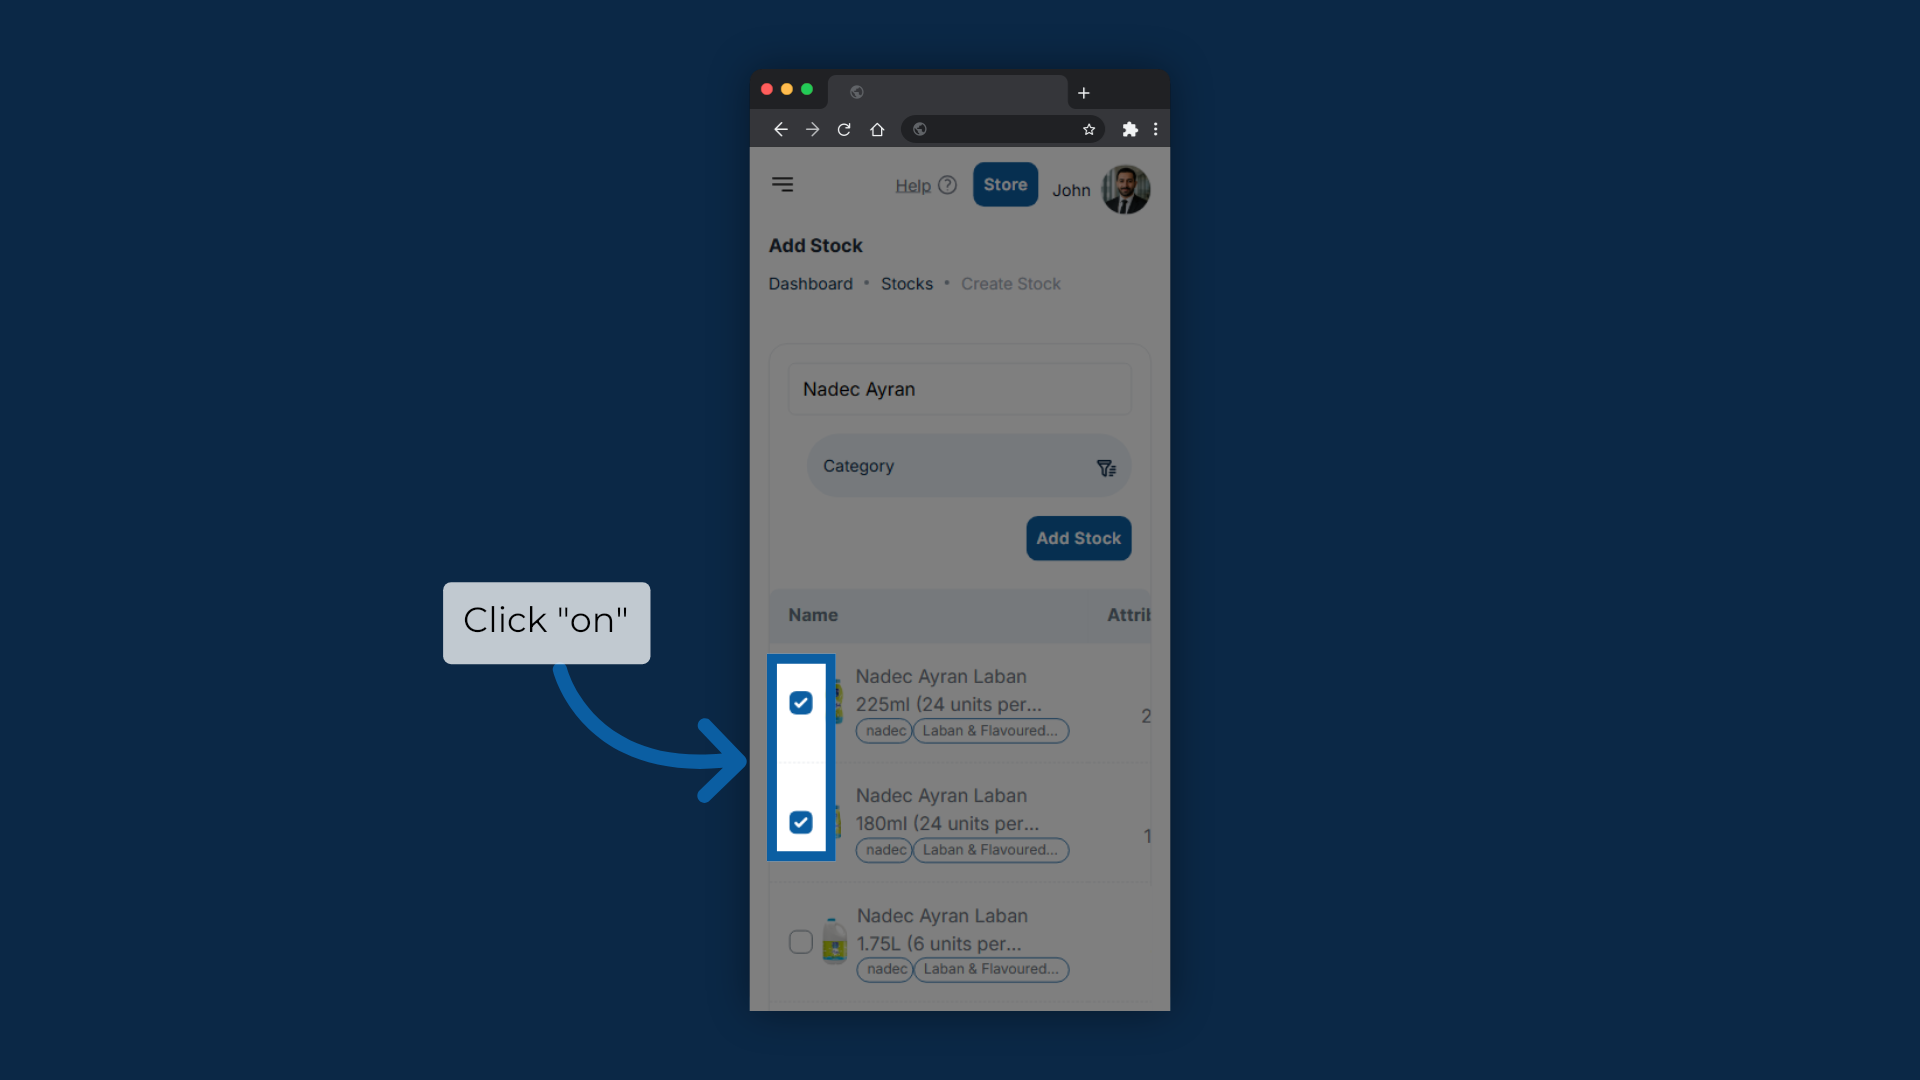 Help
Store
John
Add Stock
Dashboard • Stocks • Create Stock
Nadec Ayran
Category
Add Stock
Click "on"
Name
Attrib
Nadec Ayran Laban
225ml (24 units per...
2
nadec
Laban & Flavoured...
Nadec Ayran Laban
180ml (24 units per...
1
nadec
Laban & Flavoured...
Nadec Ayran Laban
1.75L (6 units per...
nadec
Laban & Flavoured...